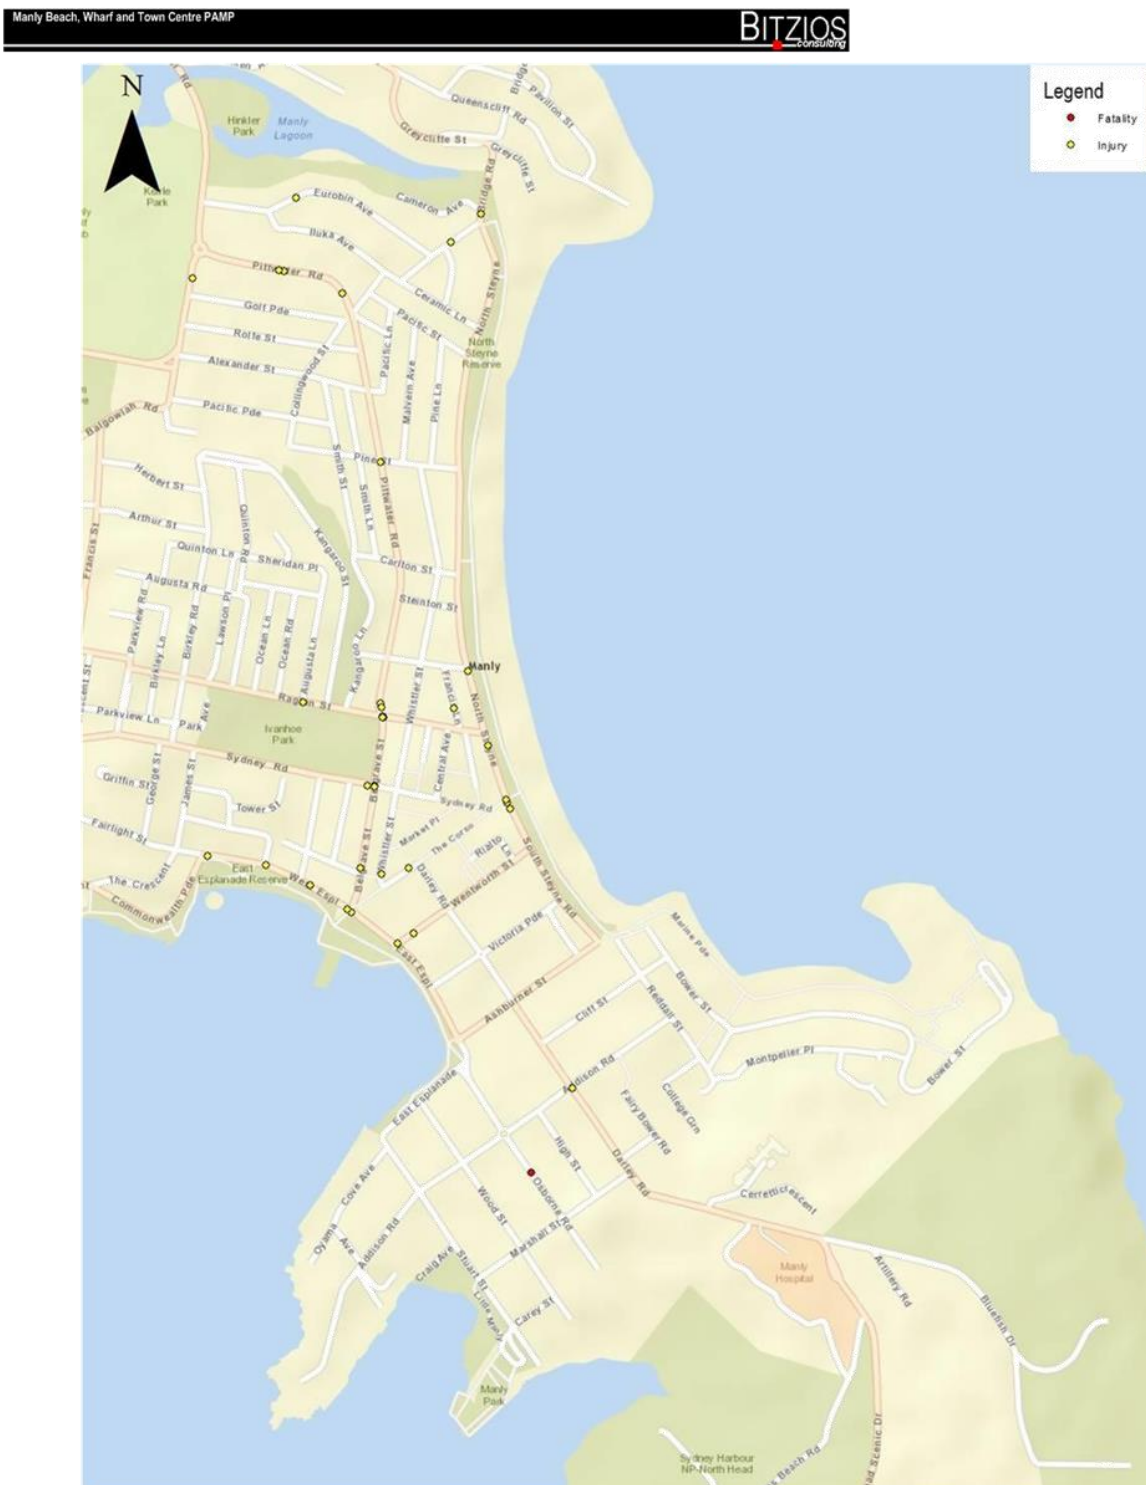 Manly Beach, Wharf and Town Centre PAMP
BITZIOS
consulting
Legend
Fatality
Injury
N
Rd
Hinkler
Park
Manly
Lagoon
Queenscliff Rd
Pavilion St
Greycliffe St
Greycliffe St
Bridge Rd
Park
Eurobin Ave
Cameron Ave
Iluka Ave
Pittwater Rd
Ceramic Ln
North Steyne
Golf Pde
Pacific St
Rolfe St
North
Steyne
Reserve
Alexander St
Collingwood St
Pacific Ln
Malvern Ave
Pine Ln
Pacific Pde
Balgowlah Rd
Pine St
Smith St
Smith Ln
Pittwater Rd
Herbert St
Arthur St
Francis St
Quinton Rd
Quinton Ln
Sheridan Pl
Kangaroo St
Carlton St
Augusta Rd
Steinton St
Parkview Rd
Birkley Ln
Birkley Rd
Lawson Pl
Ocean Ln
Ocean Rd
Augusta Ln
Kangaroo Ln
Manly
Whistler St
Raglan St
North Steyne
Parkview Ln
Park Ave
Ivanhoe
Park
Central Ave
Belgrave St
Sydney Rd
Griffin St
George St
James St
Tower St
Sydney Rd
Market Pl
The Corso
Rialto Ln
Fairlight St
Belgrave St
Whistler St
Darley Rd
Wentworth St
South Steyne Rd
The Crescent
East
Esplanade Reserve
West Espl
Commonwealth Pde
Victoria Pde
East Espl
Marine Pde
Ashburner St
Cliff St
Reddall St
Bower St
Montpelier Pl
Bower St
Addison Rd
East Esplanade
College Grn
Fairy Bower Rd
High St
Darley Rd
Cove Ave
Oyama Ave
Addison Rd
Wood St
Osborne Rd
Marshall St
Craig Ave
Stuart St
Little Manly
Carey St
Manly
Park
Manly
Hospital
Artillery Rd
Bluefish Dr
Sydney Harbour
NP-North Head
Beach Rd
Scenic Dr